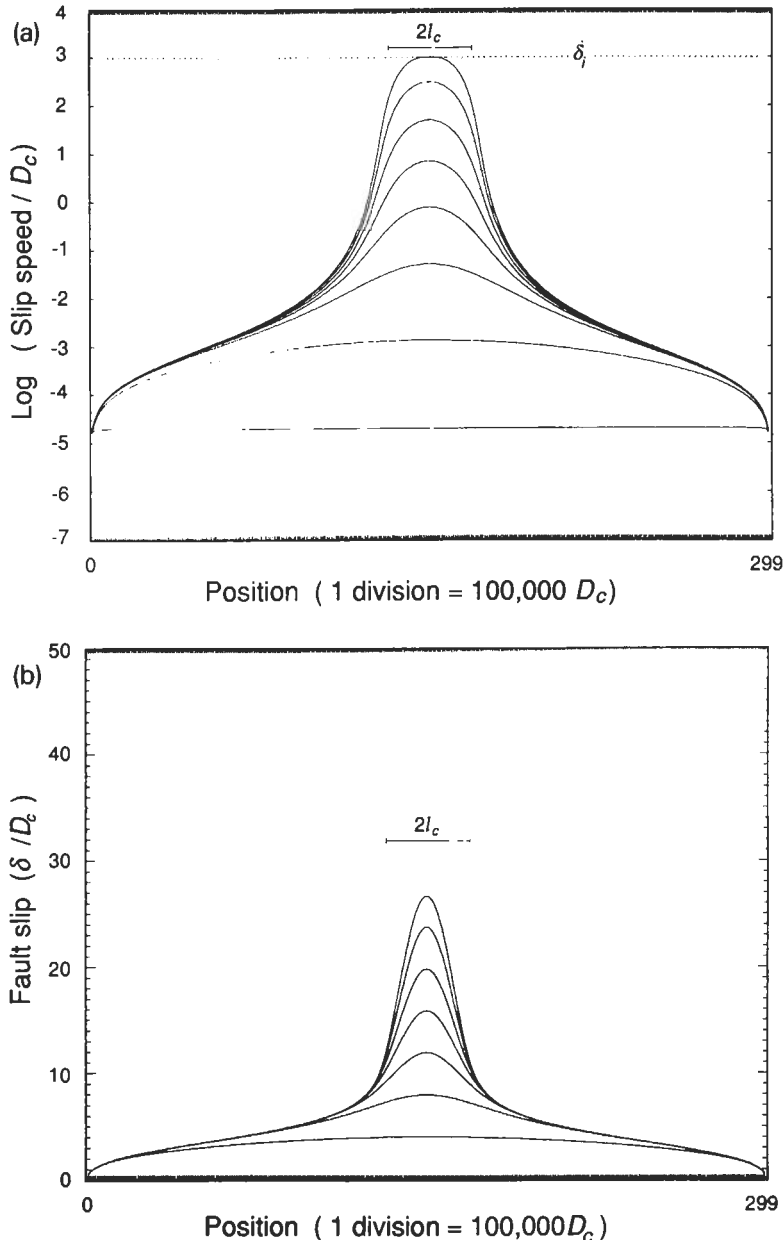 (a)
4
3
2
1
0
-1
-2
-3
-4
-5
-6
-7
Log ( Slip speed / D_c)
2l_c
δ̇_i
0
299
Position ( 1 division = 100,000 D_c)
(b)
50
40
30
20
10
0
Fault slip (δ /D_c)
2l_c
0
299
Position ( 1 division = 100,000D_c)